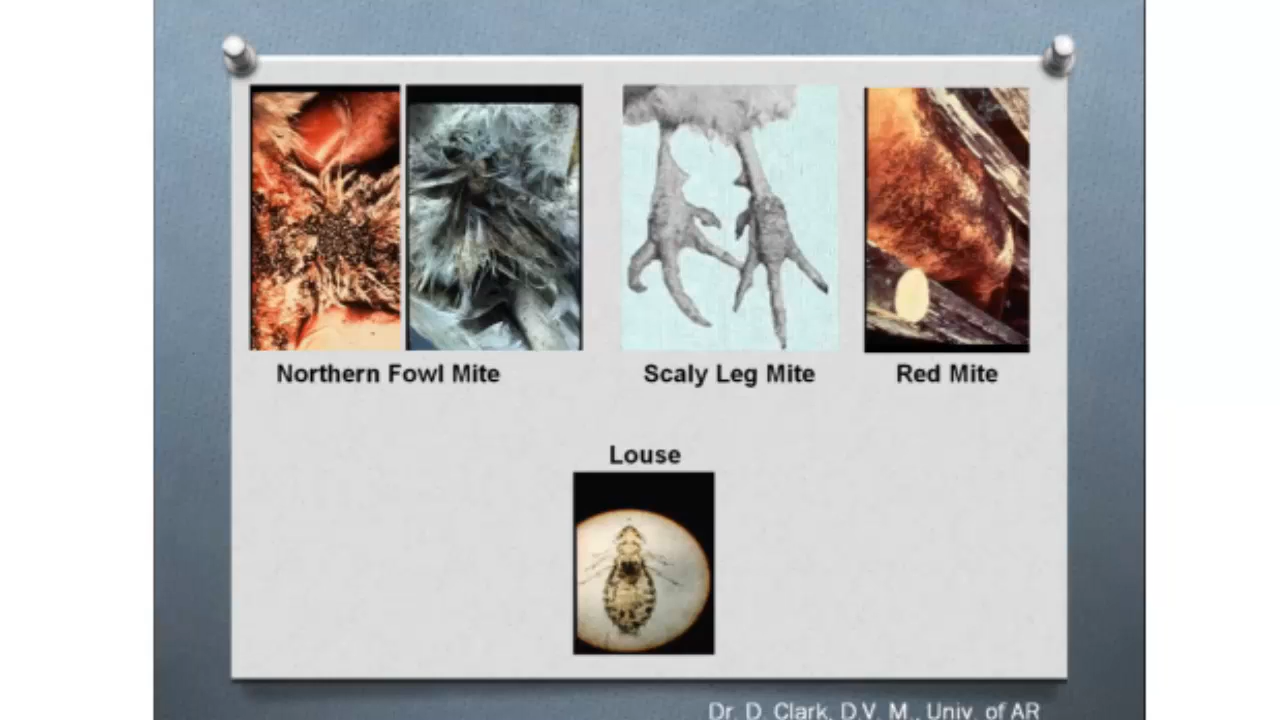 Northern Fowl Mite
Scaly Leg Mite
Red Mite
Louse
Dr. D. Clark, D.V. M., Univ. of AR